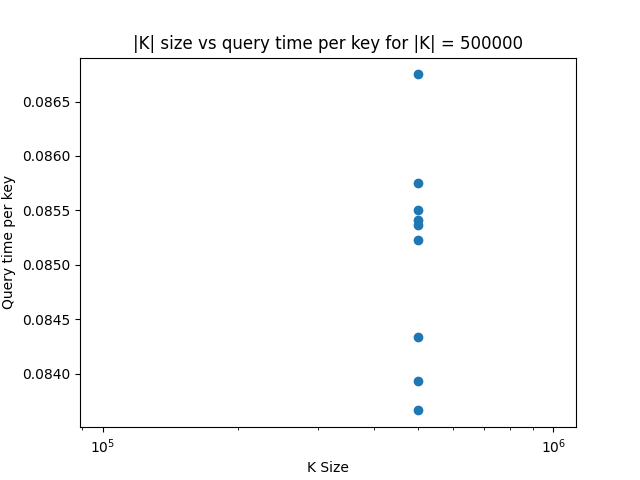 |K| size vs query time per key for |K| = 500000
Query time per key
0.0865
0.0860
0.0855
0.0850
0.0845
0.0840
10^5
10^6
K Size